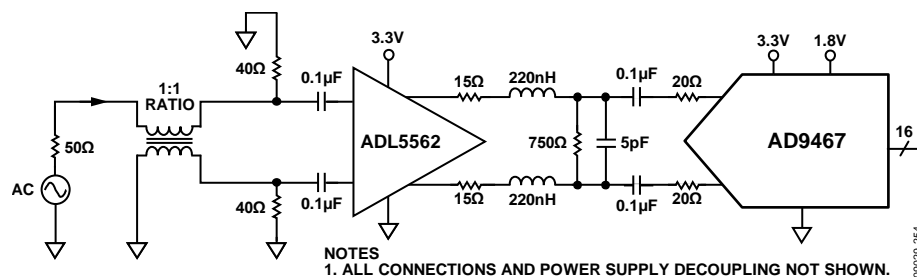 3.3V
3.3V
1.8V
40Ω
0.1µF
15Ω
220nH
0.1µF
20Ω
1:1
RATIO
50Ω
ADL5562
750Ω
5pF
AD9467
16
AC
40Ω
0.1µF
15Ω
220nH
0.1µF
20Ω
NOTES
1. ALL CONNECTIONS AND POWER SUPPLY DECOUPLING NOT SHOWN.